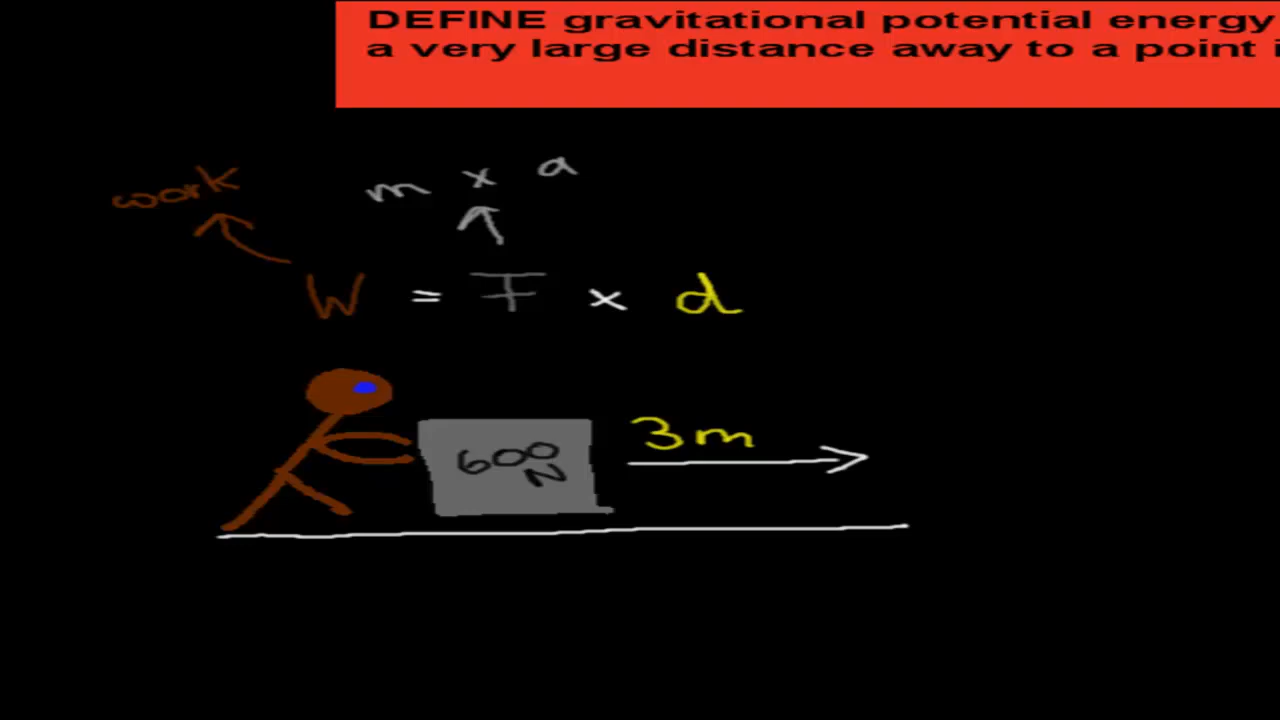 DEFINE gravitational potential energy
a very large distance away to a point i
work
m x a
W = F x d
600
N
3m